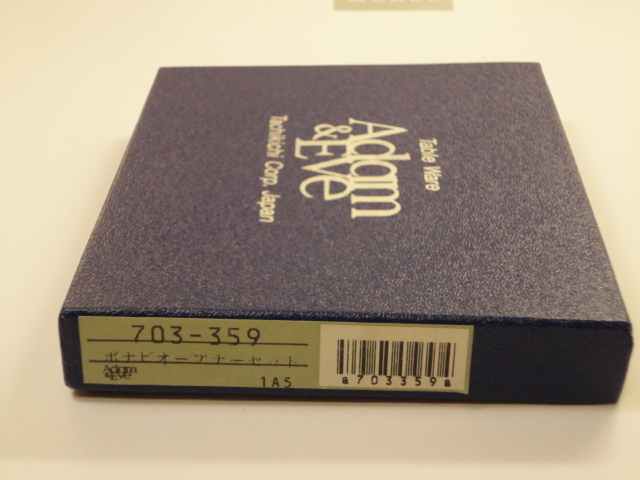 Table Ware
Adam
& Eve
Tachikichi Corp. Japan
703-359
ボナビオープナーセット
Adam
& Eve
1AS
a703359a